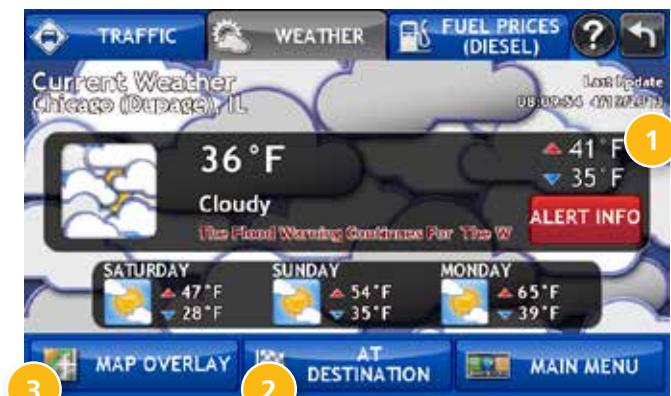 TRAFFIC
WEATHER
FUEL PRICES
(DIESEL)
?
Current Weather
Chicago (Dupage), IL
Last Update
1
36°F
41°F
35°F
Cloudy
The Flood Warning Continues For The W
ALERT INFO
SATURDAY
47°F
28°F
SUNDAY
54°F
35°F
MONDAY
65°F
39°F
MAP OVERLAY
AT
DESTINATION
MAIN MENU
3
2